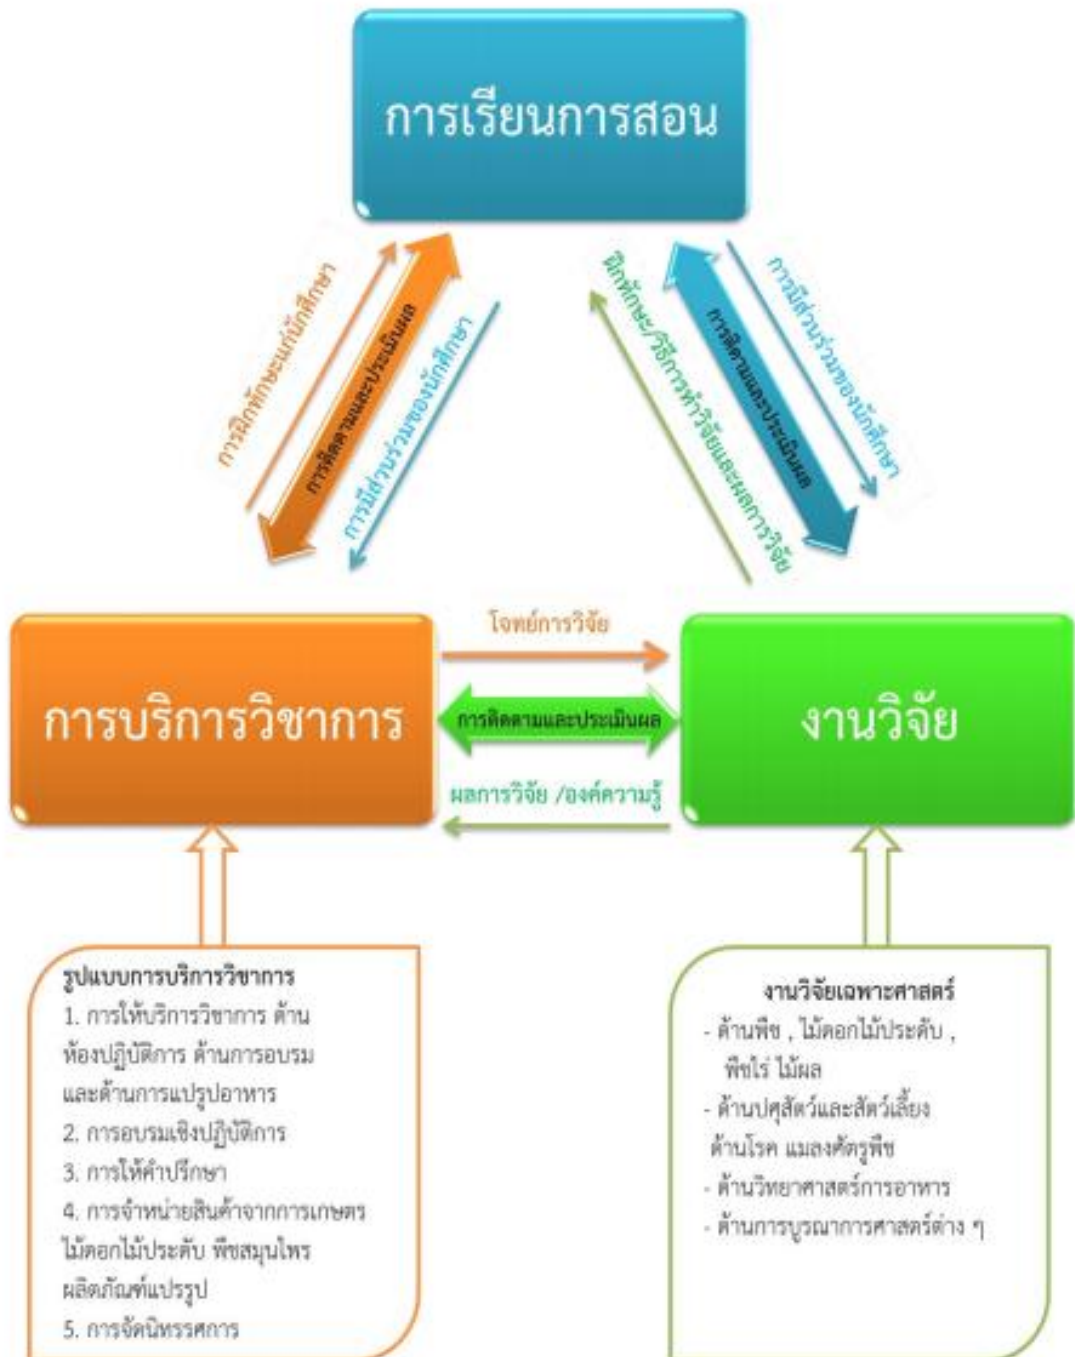 การเรียนการสอน
การฝึกทักษะแก่นักศึกษา
การติดตามและประเมินผล
การมีส่วนร่วมของนักศึกษา
ฝึกทักษะ/วิธีการทำวิจัยและผลการวิจัย
การติดตามและประเมินผล
การมีส่วนร่วมของนักศึกษา
การบริการวิชาการ
โจทย์การวิจัย
การติดตามและประเมินผล
ผลการวิจัย /องค์ความรู้
งานวิจัย
รูปแบบการบริการวิชาการ
1. การให้บริการวิชาการ ด้าน
ห้องปฏิบัติการ ด้านการอบรม
และด้านการแปรูปอาหาร
2. การอบรมเชิงปฏิบัติการ
3. การให้คำปรึกษา
4. การจำหน่ายสินค้าจากการเกษตร
ไม้ดอกไม้ประดับ พืชสมุนไพร
ผลิตภัณฑ์แปรรูป
5. การจัดนิทรรศการ
งานวิจัยเฉพาะศาสตร์
- ด้านพืช , ไม้ดอกไม้ประดับ ,
พืชไร่ ไม้ผล
- ด้านปศุสัตว์และสัตว์เลี้ยง
ด้านโรค แมลงศัตรูพืช
- ด้านวิทยาศาสตร์การอาหาร
- ด้านการบูรณาการศาสตร์ต่าง ๆ